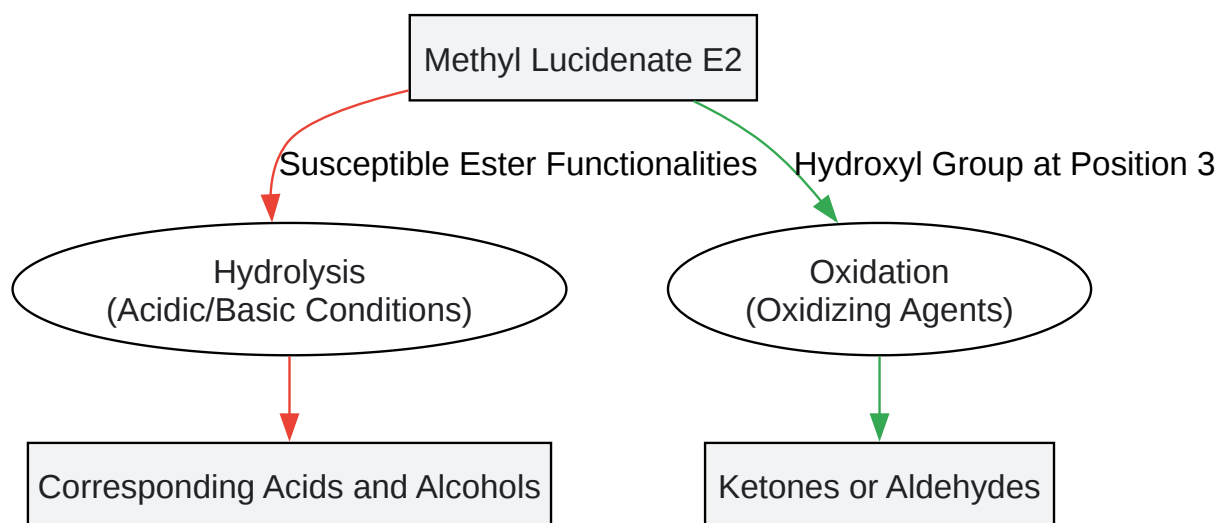 Methyl Lucidenate E2
Susceptible Ester Functionalities
Hydroxyl Group at Position 3
Hydrolysis
(Acidic/Basic Conditions)
Oxidation
(Oxidizing Agents)
Corresponding Acids and Alcohols
Ketones or Aldehydes